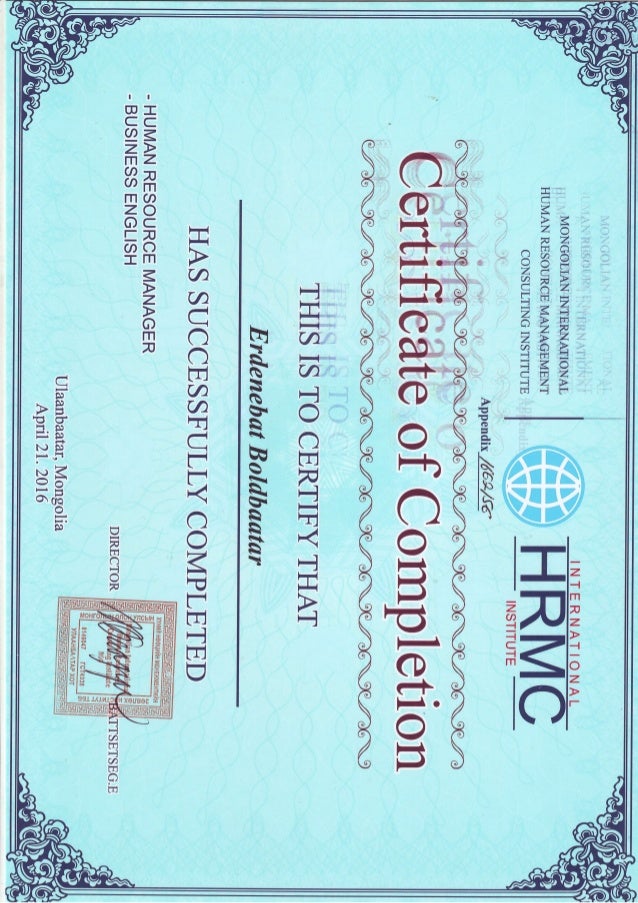 MONGOLIAN INTERNATIONAL
HUMAN RESOURCE MANAGEMENT
CONSULTING INSTITUTE
INTERNATIONAL
HRMC
INSTITUTE
Appendix
Certificate of Completion
THIS IS TO CERTIFY THAT
Erdenebat Boldbaatar
HAS SUCCESSFULLY COMPLETED
- HUMAN RESOURCE MANAGER
- BUSINESS ENGLISH
DIRECTOR BATTSETSEG.E
Ulaanbaatar, Mongolia
April 21. 2016